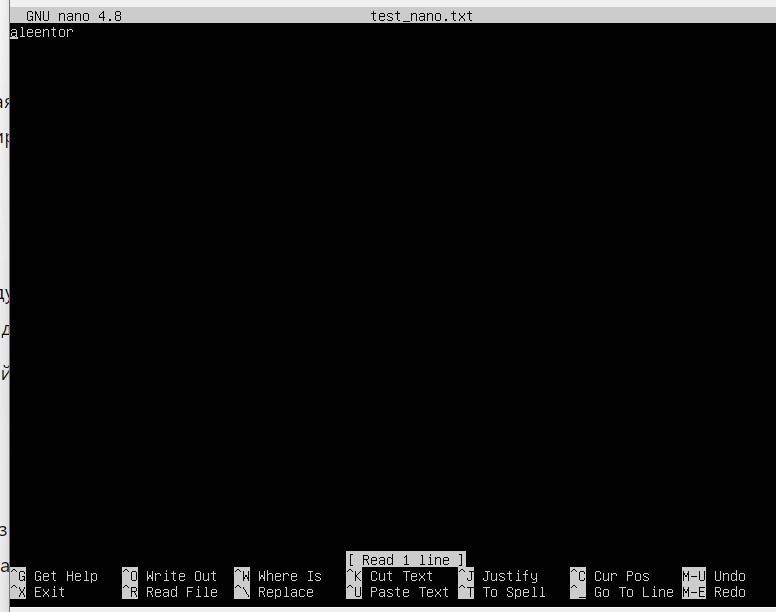 GNU nano 4.8 test_nano.txt
aleentor
[ Read 1 line ]
^G Get Help ^O Write Out ^W Where Is ^K Cut Text ^J Justify ^C Cur Pos M-U Undo
^X Exit ^R Read File ^\ Replace ^U Paste Text ^T To Spell ^_ Go To Line M-E Redo